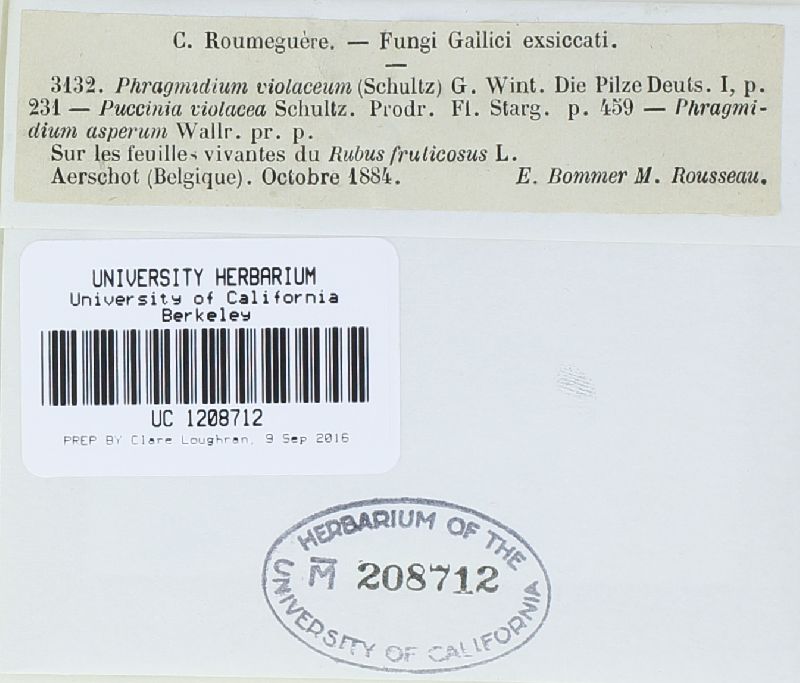 C. Roumeguère. — Fungi Gallici exsiccati.
3132. Phragmidium violaceum (Schultz) G. Wint. Die Pilze Deuts. I, p.
231 — Puccinia violacea Schultz. Prodr. Fl. Starg. p. 459 — Phragmi-
dium asperum Wallr. pr. p.
Sur les feuilles vivantes du Rubus fruticosus L.
Aerschot (Belgique). Octobre 1884. E. Bommer M. Rousseau.
UNIVERSITY HERBARIUM
University of California
Berkeley
UC 1208712
PREP BY Clare Loughran, 9 Sep 2016
HERBARIUM OF THE
M̅ 208712
UNIVERSITY OF CALIFORNIA